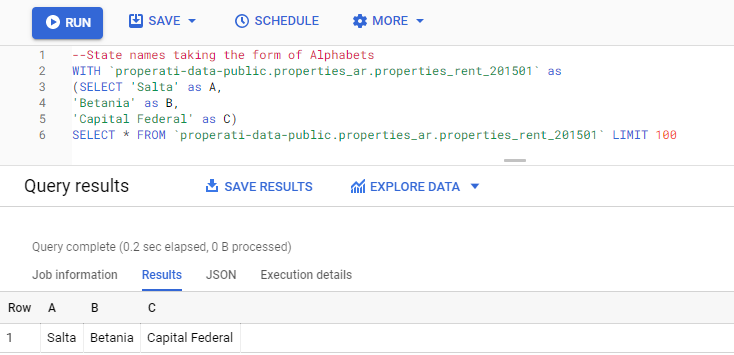 RUN SAVE SCHEDULE MORE
1 --State names taking the form of Alphabets
2 WITH `properati-data-public.properties_ar.properties_rent_201501` as
3 (SELECT 'Salta' as A,
4 'Betania' as B,
5 'Capital Federal' as C)
6 SELECT * FROM `properati-data-public.properties_ar.properties_rent_201501` LIMIT 100
Query results SAVE RESULTS EXPLORE DATA
Query complete (0.2 sec elapsed, 0 B processed)
Job information Results JSON Execution details
Row A B C
1 Salta Betania Capital Federal